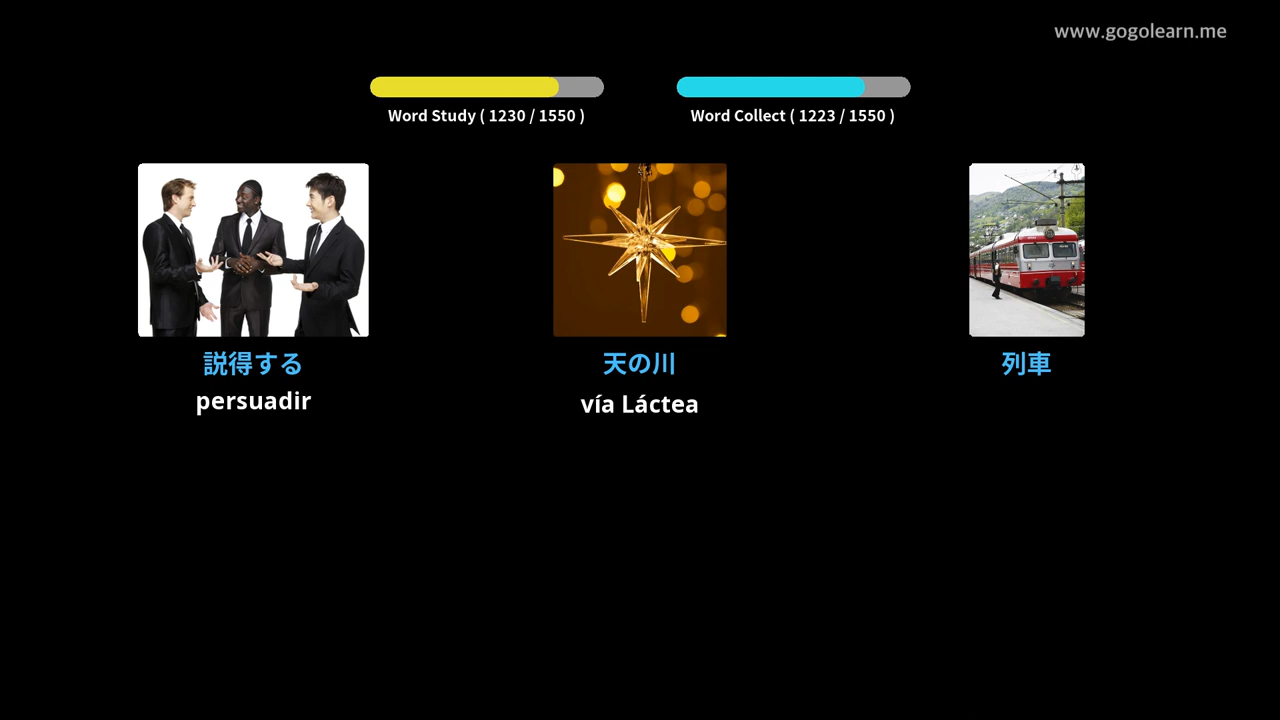 www.gogolearn.me
Word Study ( 1230 / 1550 )
Word Collect ( 1223 / 1550 )
説得する
天の川
列車
persuadir
vía Láctea